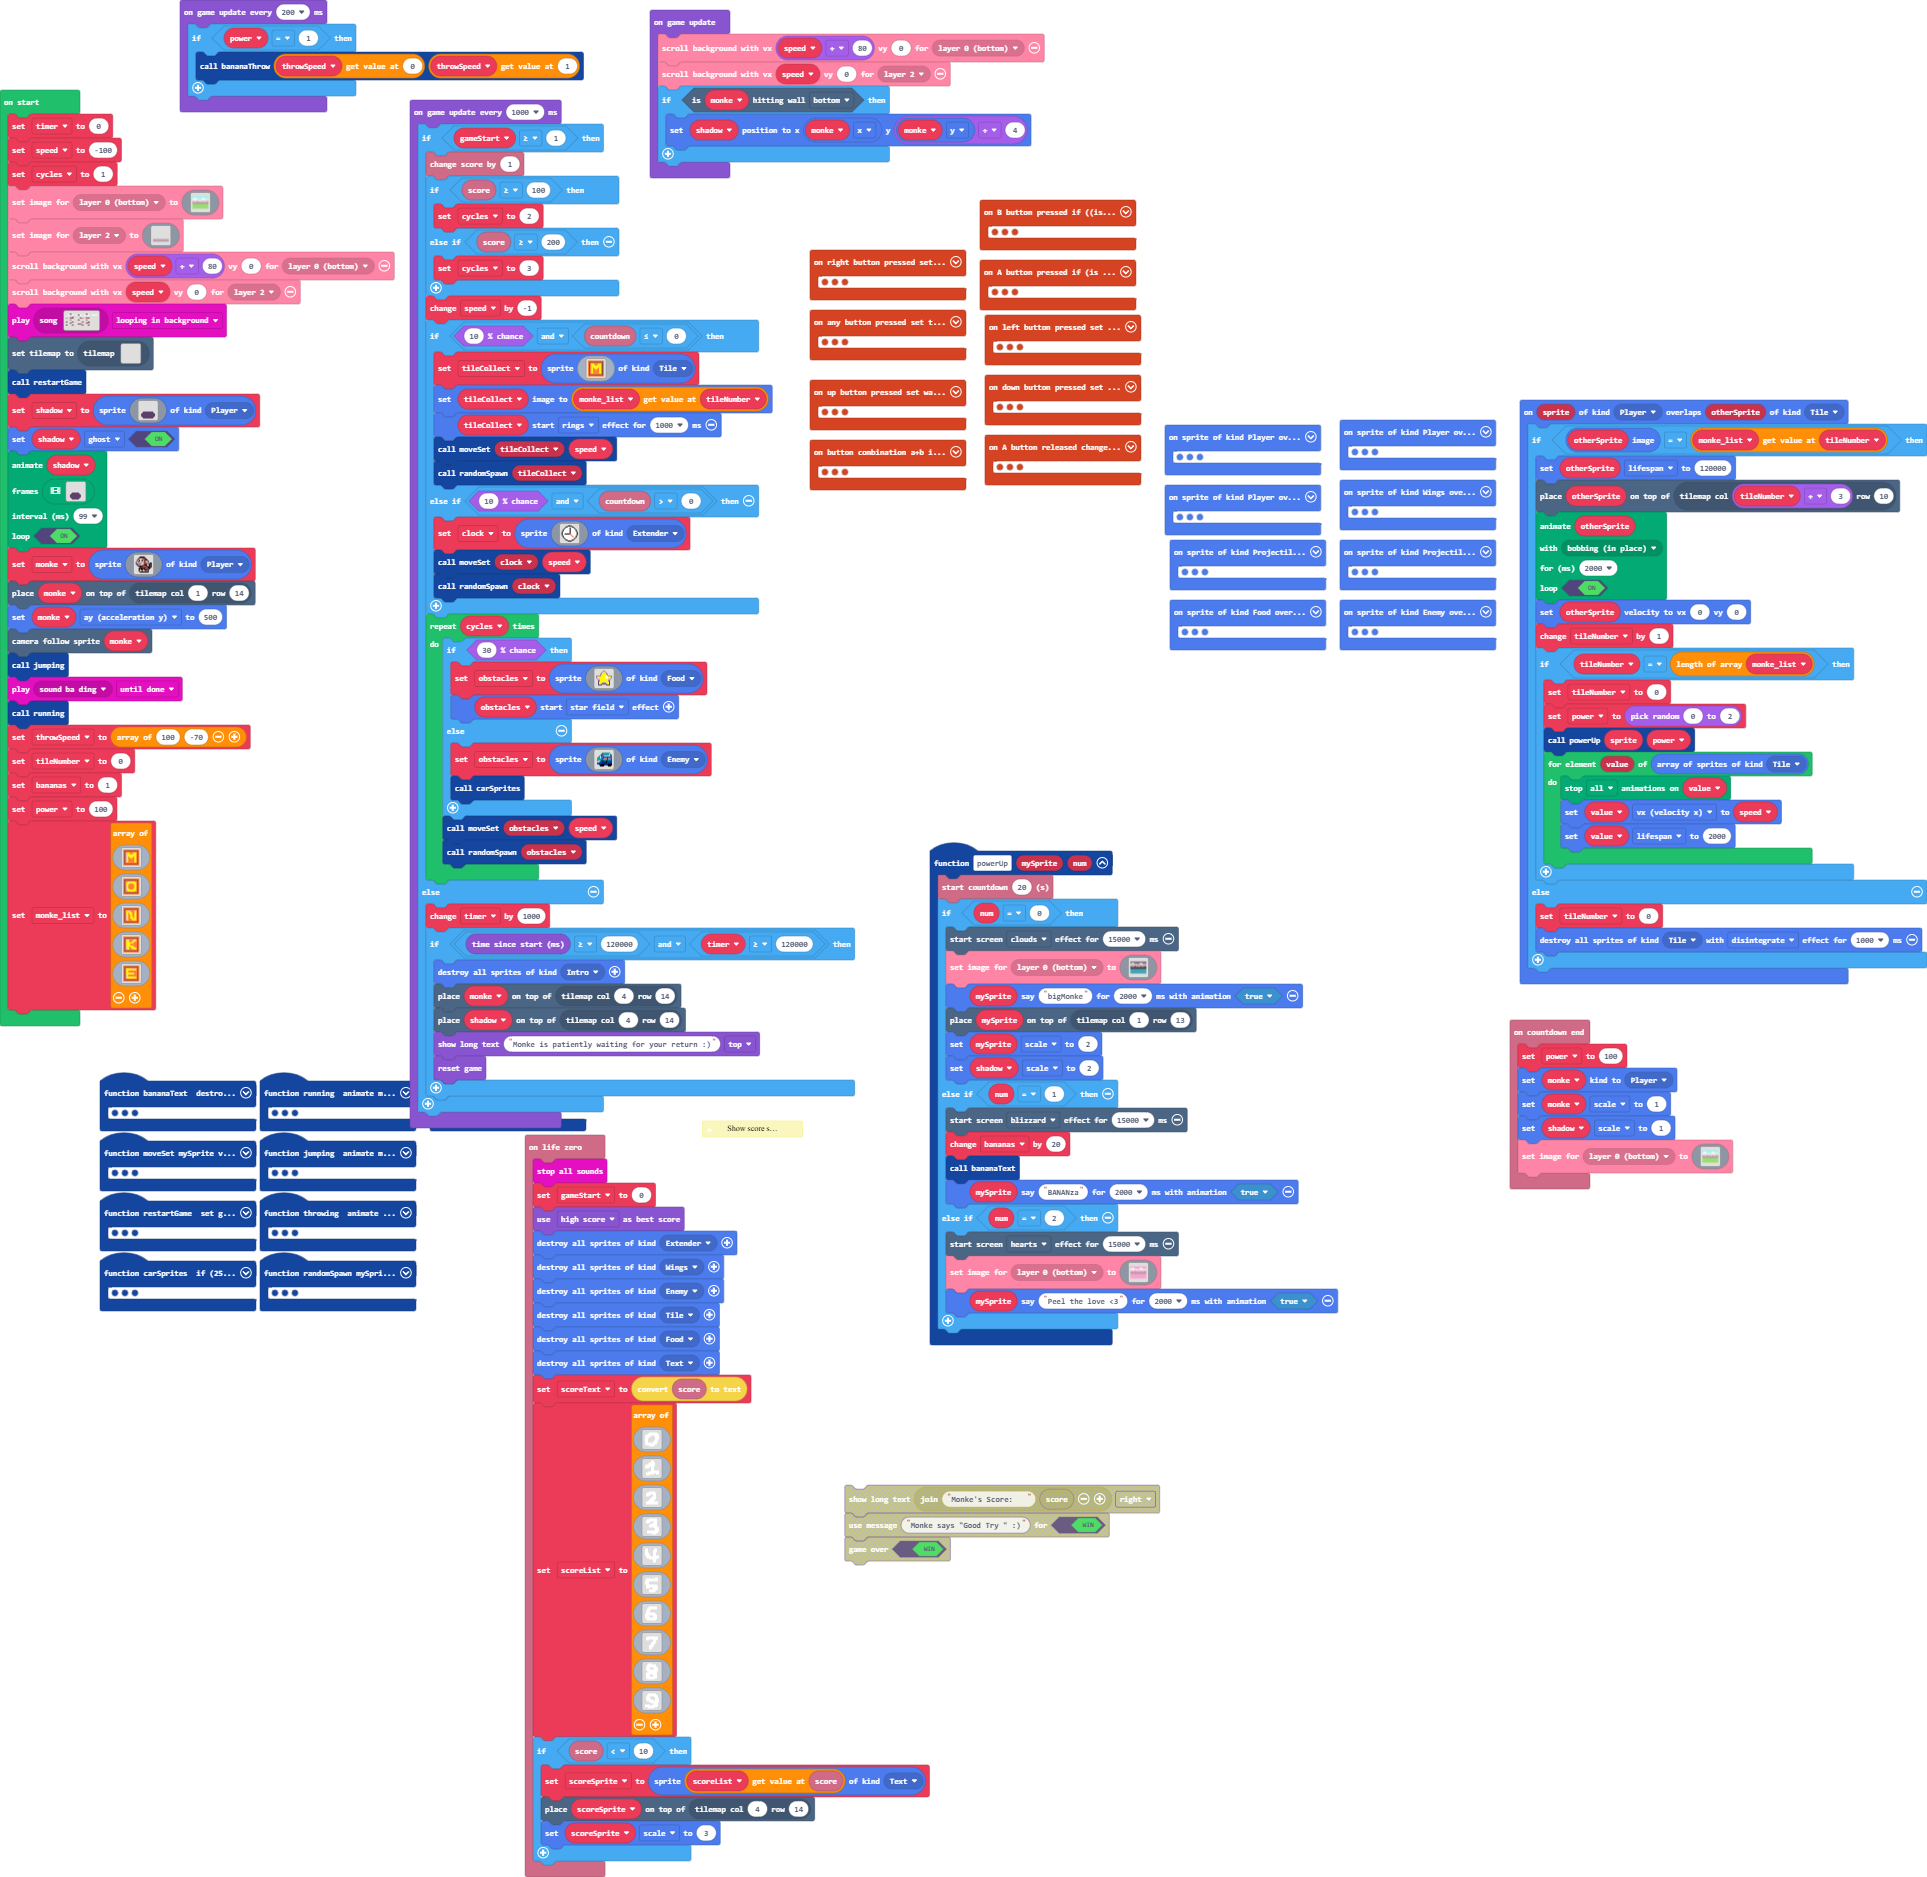 on game update every 200 ms
if power = 1 then
call bananaThrow throwSpeed get value at 0 throwSpeed get value at 1
on start
set timer to 0
set speed to -100
set cycles to 1
set image for layer 0 (bottom) to
set image for layer 2 to
scroll background with vx speed + 80 vy 0 for layer 0 (bottom)
scroll background with vx speed vy 0 for layer 2
play song looping in background
set tilemap to tilemap
call restartGame
set shadow to sprite of kind Player
set shadow ghost ON
animate shadow
frames
interval (ms) 99
loop ON
set monke to sprite of kind Player
place monke on top of tilemap col 1 row 14
set monke ay (acceleration y) to 500
camera follow sprite monke
call jumping
play sound ba ding until done
call running
set throwSpeed to array of 100 -70
set tileNumber to 0
set bananas to 1
set power to 100
array of
M
O
N
K
E
set monke_list to
on game update every 1000 ms
if gameStart ≥ 1 then
change score by 1
if score ≥ 100 then
set cycles to 2
else if score ≥ 200 then
set cycles to 3
change speed by -1
if 10 % chance and countdown ≤ 0 then
set tileCollect to sprite M of kind Tile
set tileCollect image to monke_list get value at tileNumber
tileCollect start rings effect for 1000 ms
call moveSet tileCollect speed
call randomSpawn tileCollect
else if 10 % chance and countdown > 0 then
set clock to sprite of kind Extender
call moveSet clock speed
call randomSpawn clock
repeat cycles times
do if 30 % chance then
set obstacles to sprite of kind Food
obstacles start star field effect
else
set obstacles to sprite of kind Enemy
call carSprites
call moveSet obstacles speed
call randomSpawn obstacles
else
change timer by 1000
if time since start (ms) ≥ 120000 and timer ≥ 120000 then
destroy all sprites of kind Intro
place monke on top of tilemap col 4 row 14
place shadow on top of tilemap col 4 row 14
show long text "Monke is patiently waiting for your return :)" top
reset game
on game update
scroll background with vx speed + 80 vy 0 for layer 0 (bottom)
scroll background with vx speed vy 0 for layer 2
if is monke hitting wall bottom then
set shadow position to x monke x y monke y + 4
on B button pressed if ((is...
on right button pressed set...
on A button pressed if (is ...
on any button pressed set t...
on left button pressed set ...
on up button pressed set wa...
on down button pressed set ...
on button combination a+b i...
on A button released change...
on sprite of kind Player ov...
on sprite of kind Player ov...
on sprite of kind Player ov...
on sprite of kind Wings ove...
on sprite of kind Projectil...
on sprite of kind Projectil...
on sprite of kind Food over...
on sprite of kind Enemy ove...
on sprite of kind Player overlaps otherSprite of kind Tile
if otherSprite image = monke_list get value at tileNumber then
set otherSprite lifespan to 120000
place otherSprite on top of tilemap col tileNumber + 3 row 10
animate otherSprite
with bobbing (in place)
for (ms) 2000
loop ON
set otherSprite velocity to vx 0 vy 0
change tileNumber by 1
if tileNumber = length of array monke_list then
set tileNumber to 0
set power to pick random 0 to 2
call powerUp sprite power
for element value of array of sprites of kind Tile
do stop all animations on value
set value vx (velocity x) to speed
set value lifespan to 2000
else
set tileNumber to 0
destroy all sprites of kind Tile with disintegrate effect for 1000 ms
function powerUp mySprite num
start countdown 20 (s)
if num = 0 then
start screen clouds effect for 15000 ms
set image for layer 0 (bottom) to
mySprite say "bigMonke" for 2000 ms with animation true
place mySprite on top of tilemap col 1 row 13
set mySprite scale to 2
set shadow scale to 2
else if num = 1 then
start screen blizzard effect for 15000 ms
change bananas by 20
call bananaText
mySprite say "BANANza" for 2000 ms with animation true
else if num = 2 then
start screen hearts effect for 15000 ms
set image for layer 0 (bottom) to
mySprite say "Peel the love <3" for 2000 ms with animation true
on countdown end
set power to 100
set monke kind to Player
set monke scale to 1
set shadow scale to 1
set image for layer 0 (bottom) to
function bananaText destro...
function running animate m...
function moveSet mySprite v...
function jumping animate m...
function restartGame set g...
function throwing animate ...
function carSprites if (25...
function randomSpawn mySpri...
Show score s...
on life zero
stop all sounds
set gameStart to 0
use high score as best score
destroy all sprites of kind Extender
destroy all sprites of kind Wings
destroy all sprites of kind Enemy
destroy all sprites of kind Tile
destroy all sprites of kind Food
destroy all sprites of kind Text
set scoreText to convert score to text
array of
0
1
2
3
4
5
6
7
8
9
set scoreList to
if score < 10 then
set scoreSprite to sprite scoreList get value at score of kind Text
place scoreSprite on top of tilemap col 4 row 14
set scoreSprite scale to 3
show long text join "Monke's Score: " score right
use message "Monke says "Good Try " :)" for WIN
game over WIN